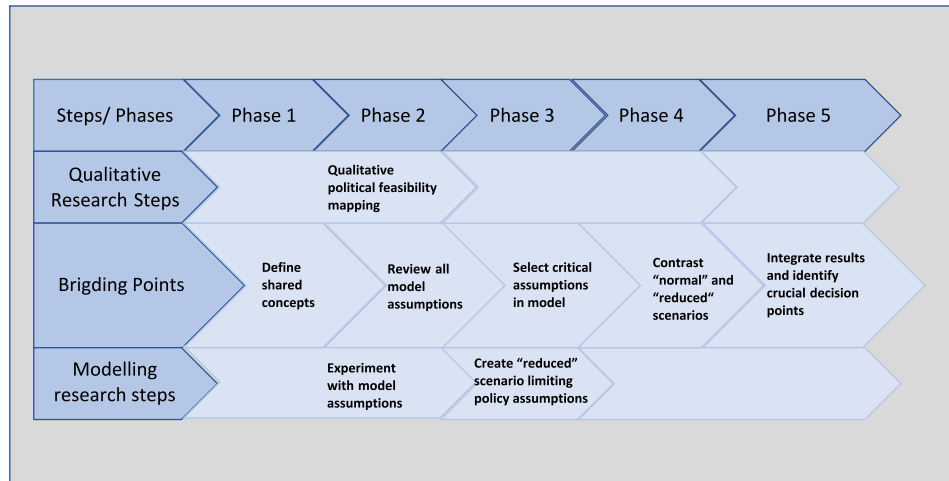 Steps/ Phases
Phase 1
Phase 2
Phase 3
Phase 4
Phase 5
Qualitative
Research Steps
Qualitative
political feasibility
mapping
Brigding Points
Define
shared
concepts
Review all
model
assumptions
Select critical
assumptions
in model
Contrast
“normal” and
“reduced“
scenarios
Integrate results
and identify
crucial decision
points
Modelling
research steps
Experiment
with model
assumptions
Create “reduced”
scenario limiting
policy assumptions